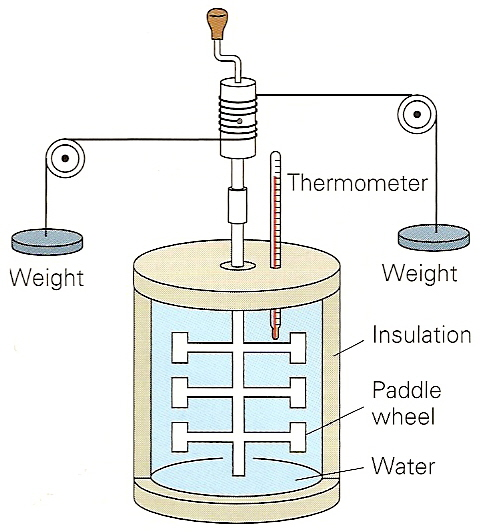 Thermometer
Weight
Weight
Insulation
Paddle
wheel
Water